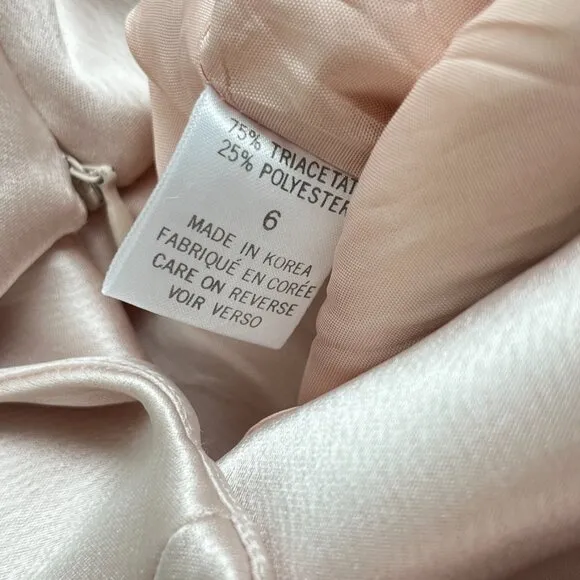 75% TRIACETAT
25% POLYESTER
6
MADE IN KOREA
FABRIQUÉ EN CORÉE
CARE ON REVERSE
VOIR VERSO